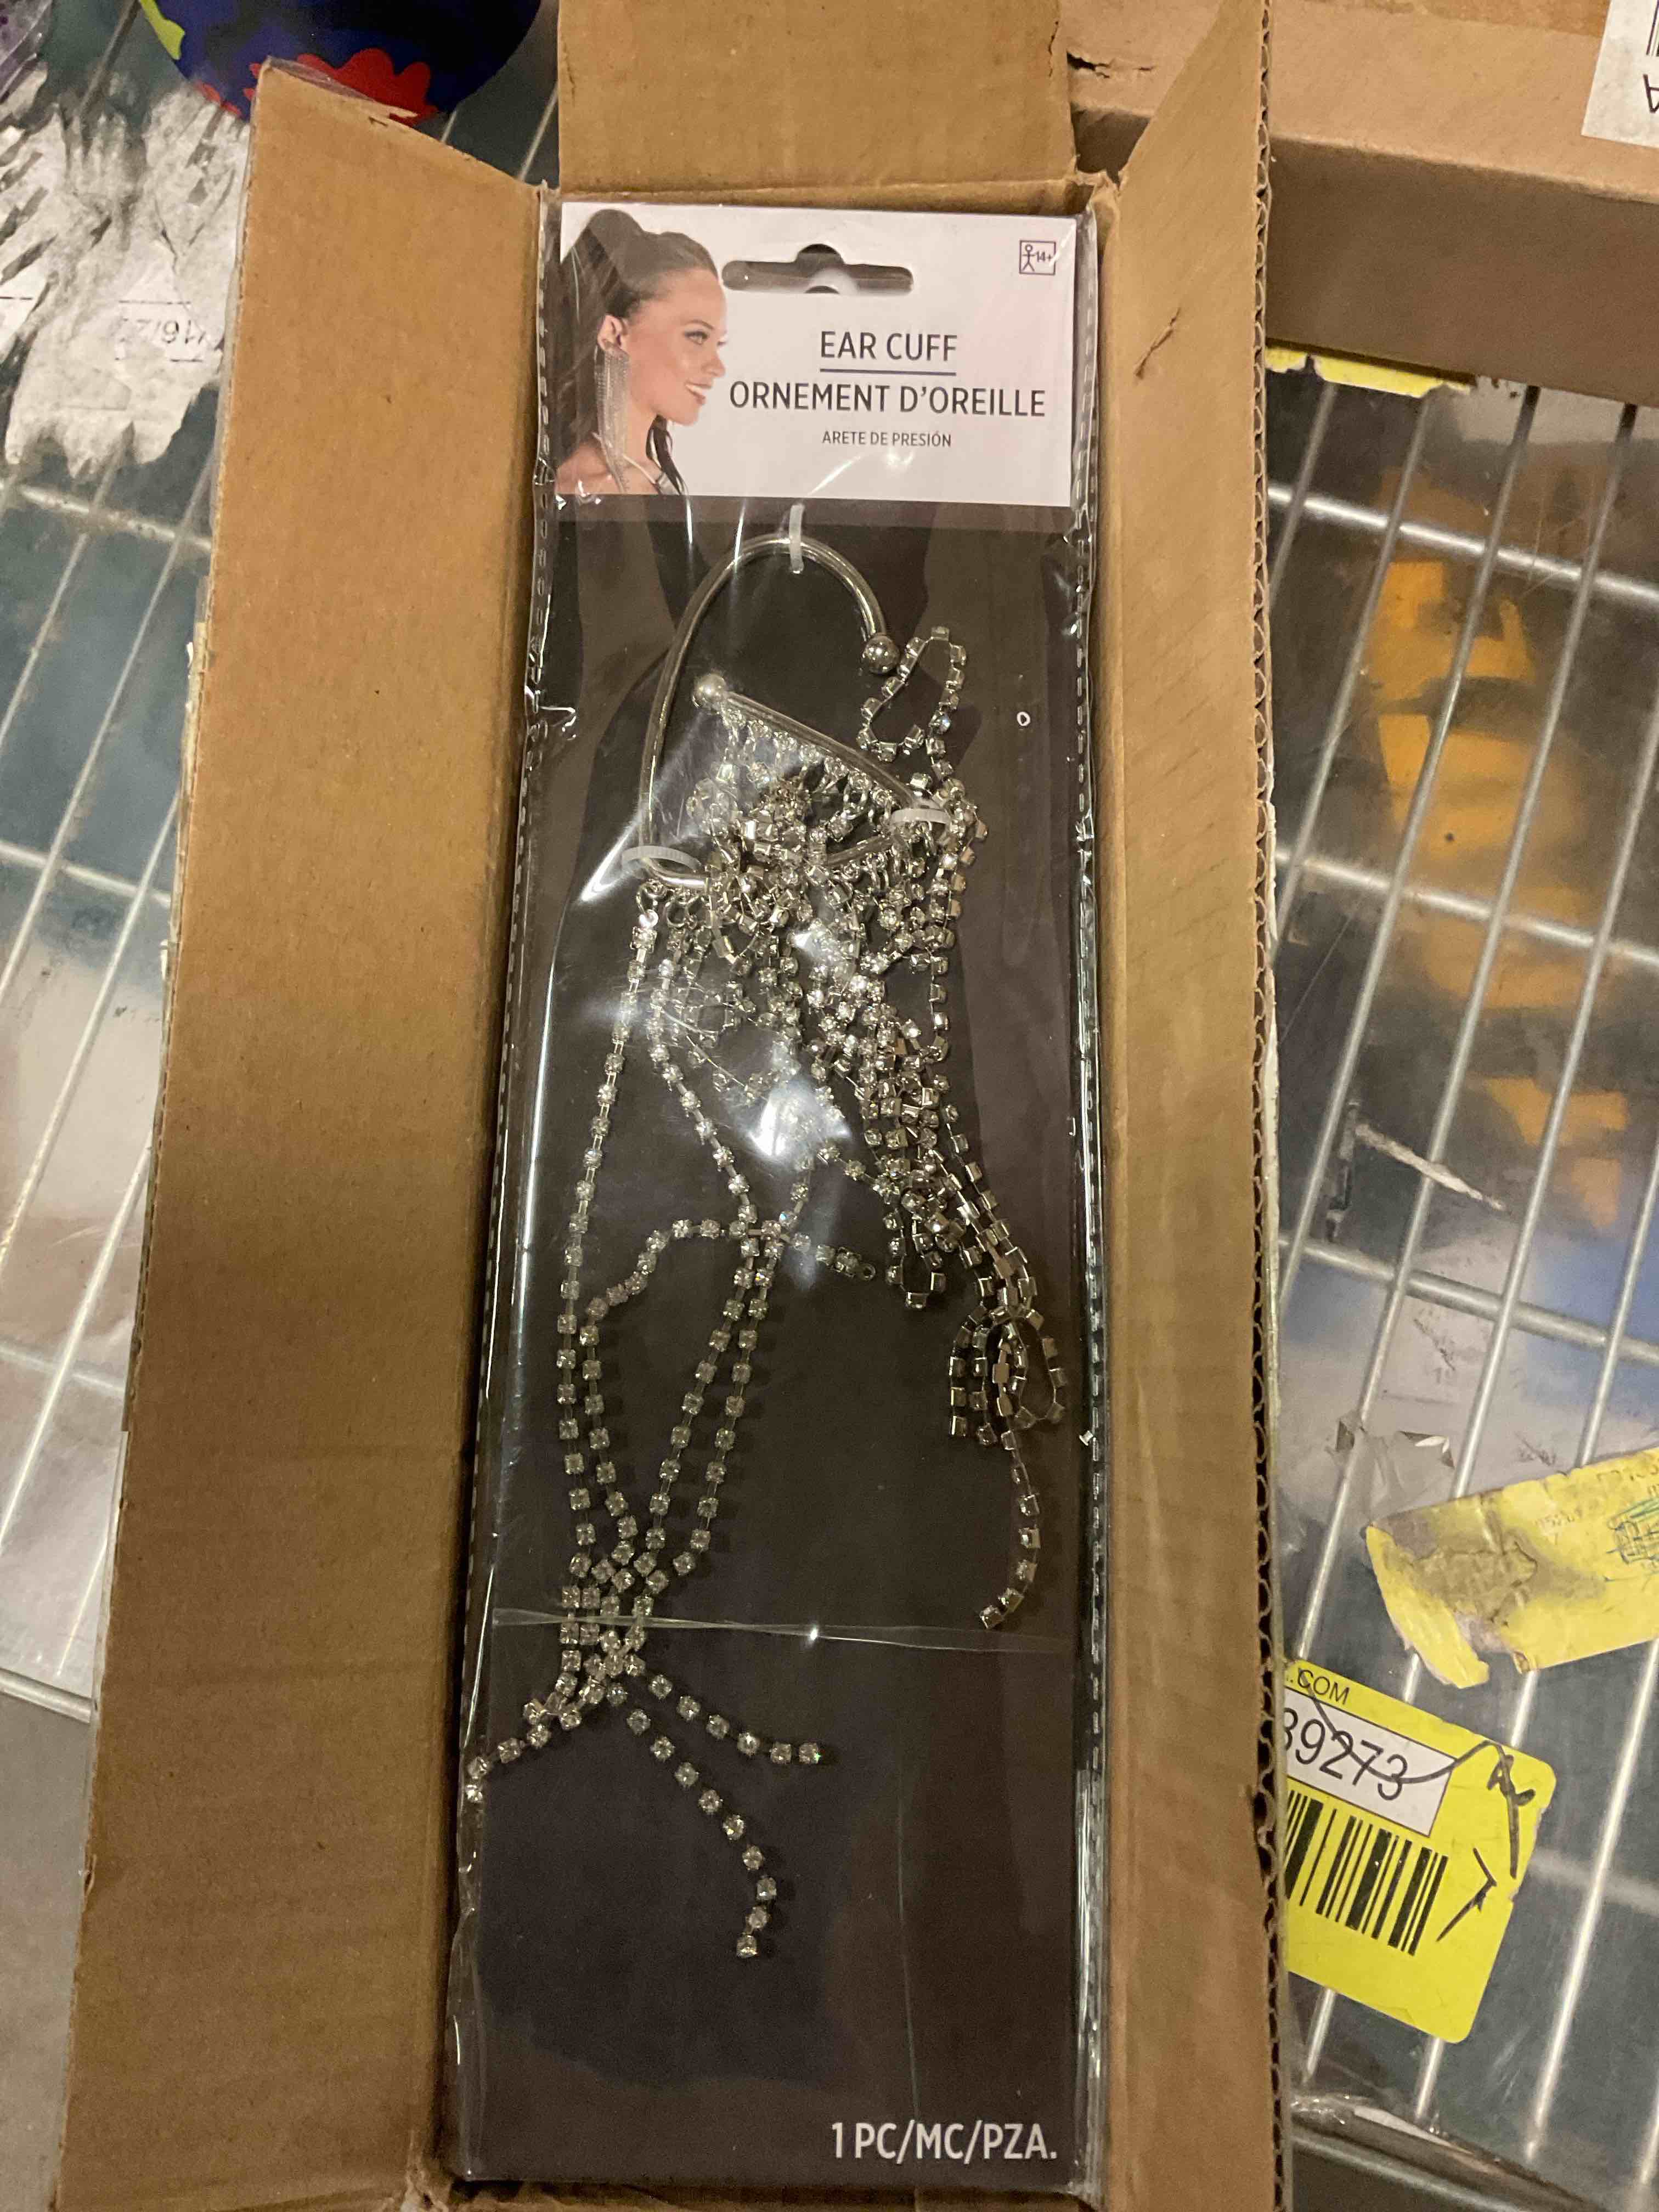 14+
EAR CUFF
ORNEMENT D'OREILLE
ARETE DE PRESIÓN
.COM
39273
1 PC/MC/PZA.